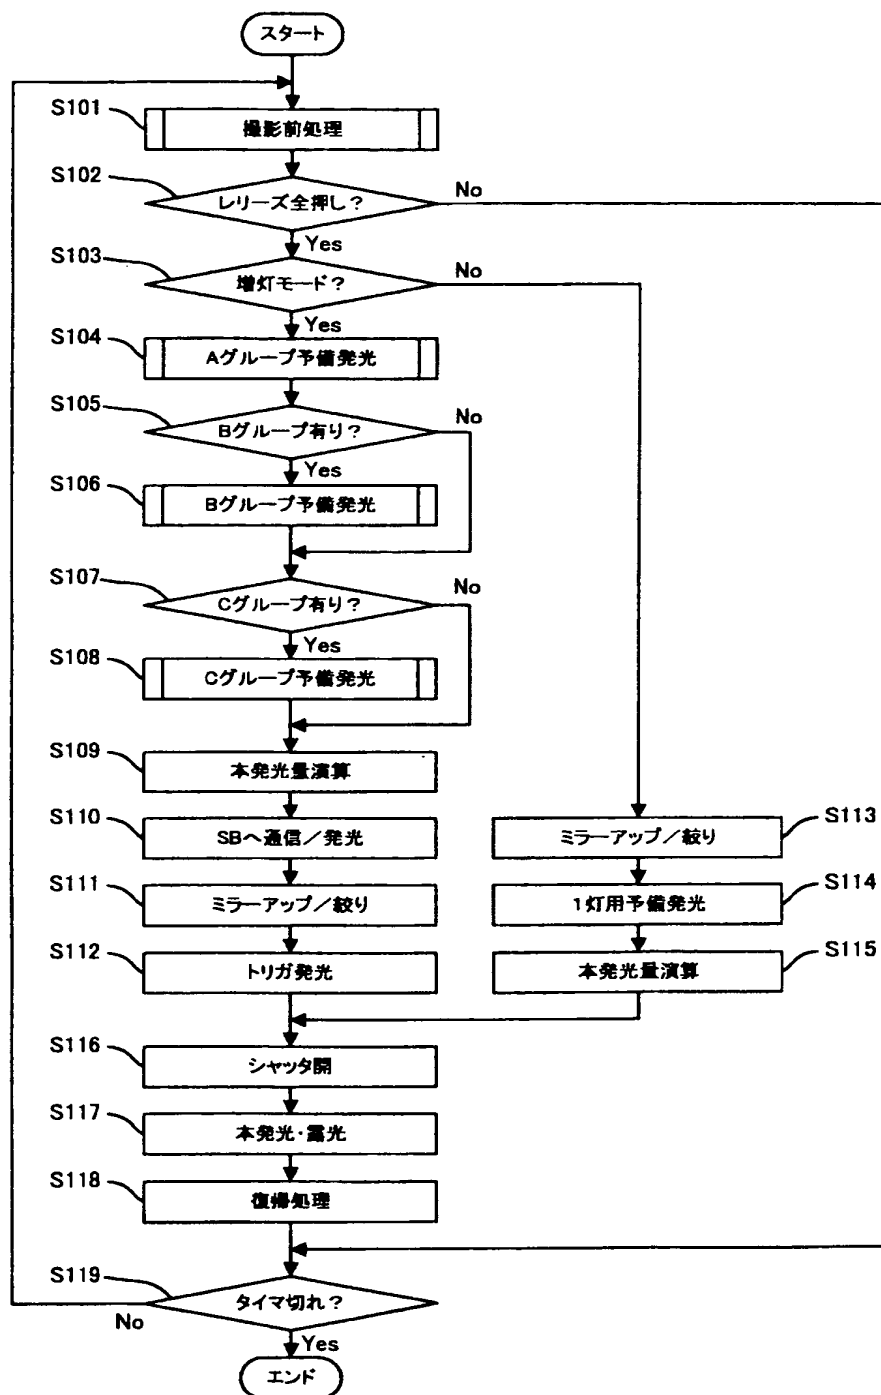 スタート
S101
撮影前処理
S102
レリーズ全押し?
No
Yes
S103
増灯モード?
No
Yes
S104
Aグループ予備発光
S105
Bグループ有り?
No
Yes
S106
Bグループ予備発光
S107
Cグループ有り?
No
Yes
S108
Cグループ予備発光
S109
本発光量演算
S110
SBへ通信/発光
S111
ミラーアップ/絞り
S112
トリガ発光
S113
ミラーアップ/絞り
S114
1灯用予備発光
S115
本発光量演算
S116
シャッタ開
S117
本発光・露光
S118
復帰処理
S119
タイマ切れ?
No
Yes
エンド